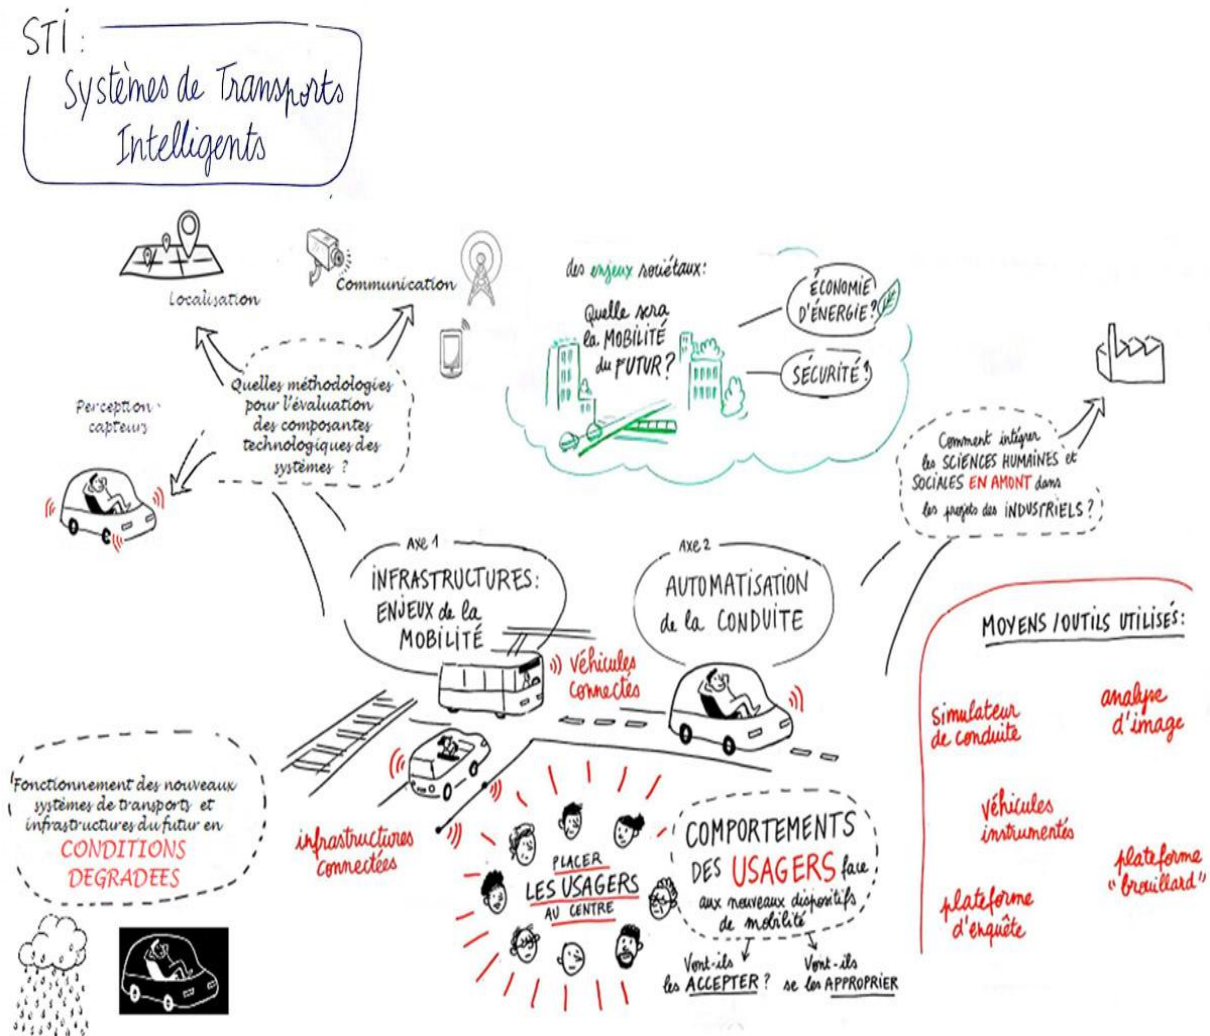 STI :
Systèmes de Transports
Intelligents
Localisation
Communication
Perception -
capteurs
Quelles méthodologies
pour l'évaluation
des composantes
technologiques des
systèmes ?
des enjeux sociétaux:
Quelle sera
la MOBILITÉ
du FUTUR ?
ÉCONOMIE
D'ÉNERGIE ?
SÉCURITÉ ?
Comment intégrer
les SCIENCES HUMAINES et
SOCIALES EN AMONT dans
les projets des INDUSTRIELS ?
AXE 1
INFRASTRUCTURES:
ENJEUX de la
MOBILITÉ
AXE 2
AUTOMATISATION
de la CONDUITE
véhicules
connectés
infrastructures
connectées
Fonctionnement des nouveaux
systèmes de transports et
infrastructures du futur en
CONDITIONS
DEGRADEES
PLACER
LES USAGERS
AU CENTRE
COMPORTEMENTS
DES USAGERS face
aux nouveaux dispositifs
de mobilité
Vont-ils
les ACCEPTER ?
Vont-ils
se les APPROPRIER
MOYENS / OUTILS UTILISÉS:
simulateur
de conduite
analyse
d'image
véhicules
instrumentés
plateforme
"brouillard"
plateforme
d'enquête